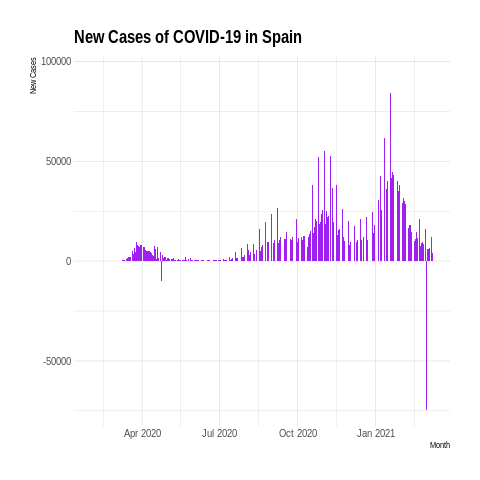 New Cases of COVID-19 in Spain
New Cases
100000
50000
0
-50000
Apr 2020 Jul 2020 Oct 2020 Jan 2021
Month